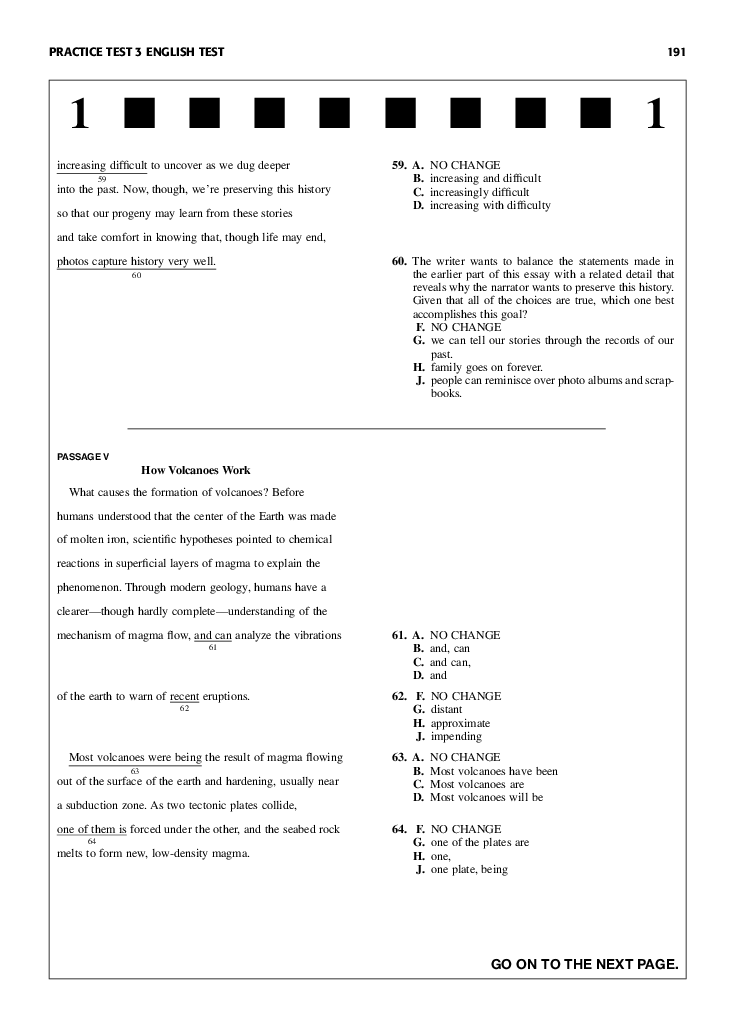 PRACTICE TEST 3 ENGLISH TEST 191
1 1
increasing difficult to uncover as we dug deeper
59
into the past. Now, though, we're preserving this history
so that our progeny may learn from these stories
and take comfort in knowing that, though life may end,
photos capture history very well.
60
59. A. NO CHANGE
B. increasing and difficult
C. increasingly difficult
D. increasing with difficulty
60. The writer wants to balance the statements made in
the earlier part of this essay with a related detail that
reveals why the narrator wants to preserve this history.
Given that all of the choices are true, which one best
accomplishes this goal?
F. NO CHANGE
G. we can tell our stories through the records of our
past.
H. family goes on forever.
J. people can reminisce over photo albums and scrap-
books.
PASSAGE V
How Volcanoes Work
What causes the formation of volcanoes? Before
humans understood that the center of the Earth was made
of molten iron, scientific hypotheses pointed to chemical
reactions in superficial layers of magma to explain the
phenomenon. Through modern geology, humans have a
clearer—though hardly complete—understanding of the
mechanism of magma flow, and can analyze the vibrations
61
of the earth to warn of recent eruptions.
62
Most volcanoes were being the result of magma flowing
63
out of the surface of the earth and hardening, usually near
a subduction zone. As two tectonic plates collide,
one of them is forced under the other, and the seabed rock
64
melts to form new, low-density magma.
61. A. NO CHANGE
B. and, can
C. and can,
D. and
62. F. NO CHANGE
G. distant
H. approximate
J. impending
63. A. NO CHANGE
B. Most volcanoes have been
C. Most volcanoes are
D. Most volcanoes will be
64. F. NO CHANGE
G. one of the plates are
H. one,
J. one plate, being
GO ON TO THE NEXT PAGE.